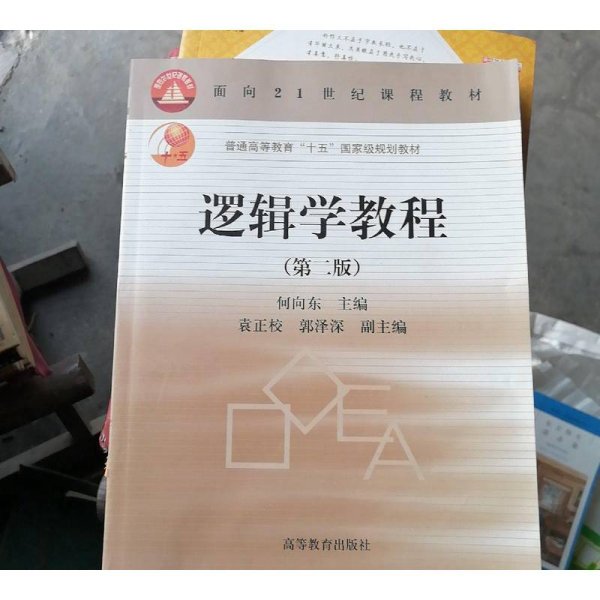 面向21世纪课程教材
普通高等教育“十五”国家级规划教材
十·五
逻辑学教程
(第二版)
何向东 主编
袁正校 郭泽深 副主编
高等教育出版社